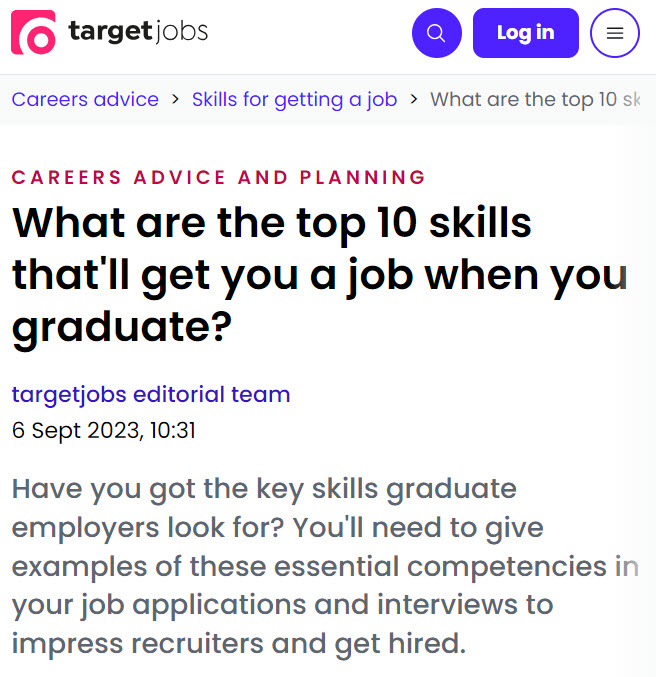 targetjobs
Log in
Careers advice > Skills for getting a job > What are the top 10 sk
CAREERS ADVICE AND PLANNING
What are the top 10 skills
that'll get you a job when you
graduate?
targetjobs editorial team
6 Sept 2023, 10:31
Have you got the key skills graduate
employers look for? You'll need to give
examples of these essential competencies in
your job applications and interviews to
impress recruiters and get hired.